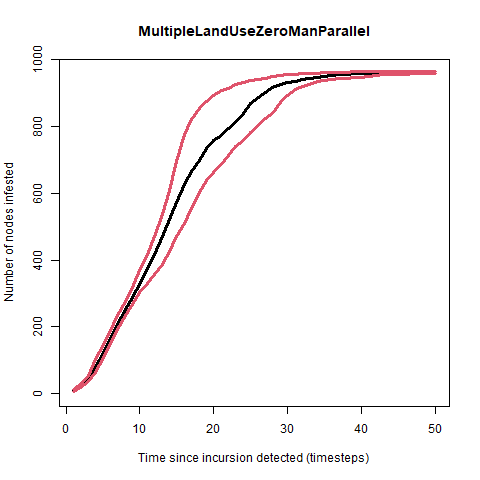 MultipleLandUseZeroManParallel
Number of nodes infested
1000
800
600
400
200
0
0 10 20 30 40 50
Time since incursion detected (timesteps)